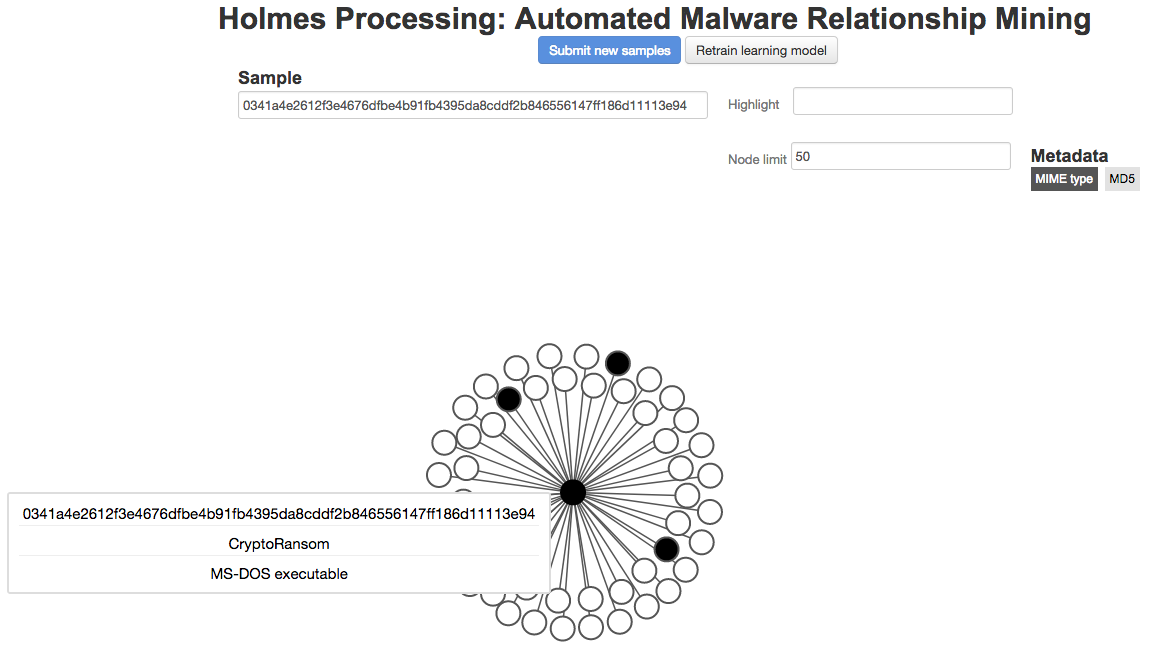 Holmes Processing: Automated Malware Relationship Mining
Submit new samples Retrain learning model
Sample
0341a4e2612f3e4676dfbe4b91fb4395da8cddf2b846556147ff186d11113e94
Highlight
Node limit 50
Metadata
MIME type MD5
0341a4e2612f3e4676dfbe4b91fb4395da8cddf2b846556147ff186d11113e94
CryptoRansom
MS-DOS executable